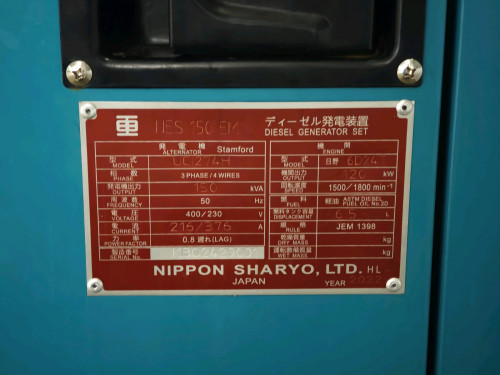 NES 150 EM ディーゼル発電装置
DIESEL GENERATOR SET
発電機 Stamford 機関
ALTERNATOR ENGINE
型式 UCI274H 型式 日野
MODEL MODEL
相数 3 PHASE / 4 WIRES 機関出力 120 kW
PHASE OUTPUT
発電機出力 150 kVA 回転速度 1500 / 1800 min⁻¹
OUTPUT SPEED
周波数 50 Hz 燃料 軽油 ASTM DIESEL FUEL OIL No.2D
FREQUENCY FUEL
電圧 400 / 230 V 燃料タンク容量 L
VOLTAGE DISPLACEMENT
電流 A 規格 JEM 1398
CURRENT RULE
力率 0.8 遅れ (LAG) 乾燥質量 kg
POWER FACTOR DRY MASS
製造番号 運転整備質量 kg
SERIAL No. WET MASS
NIPPON SHARYO, LTD. HL
JAPAN YEAR